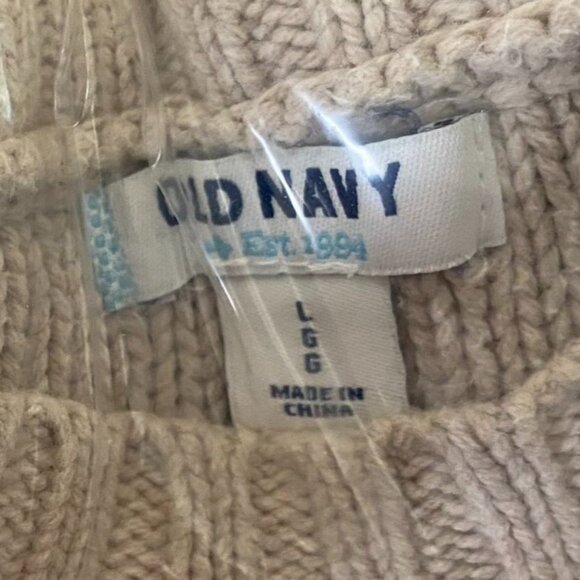 OLD NAVY
Est. 1994
L
G
G
MADE IN
CHINA